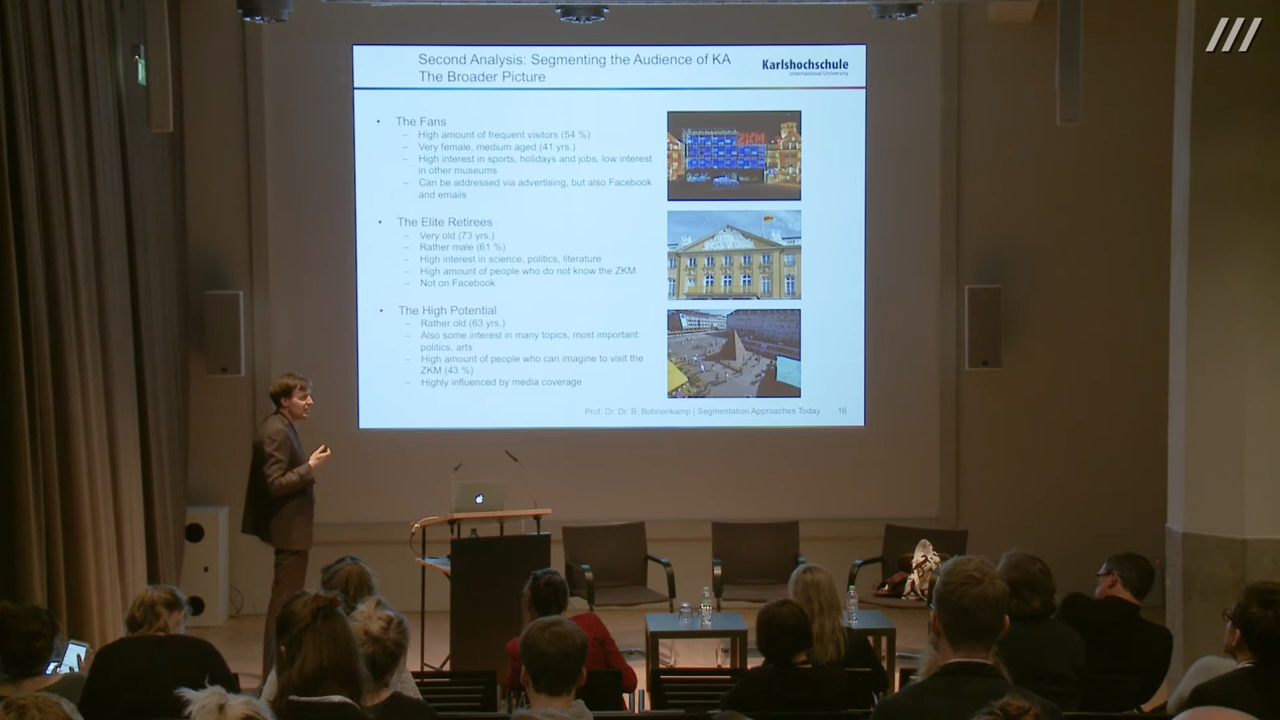 Second Analysis: Segmenting the Audience of KA
The Broader Picture
Karlshochschule
International University
• The Fans
– High amount of frequent visitors (54 %)
– Very female, medium aged (41 yrs.)
– High interest in sports, holidays and jobs, low interest
in other museums
– Can be addressed via advertising, but also Facebook
and emails
ZKM
• The Elite Retirees
– Very old (73 yrs.)
– Rather male (61 %)
– High interest in science, politics, literature
– High amount of people who do not know the ZKM
– Not on Facebook
• The High Potential
– Rather old (63 yrs.)
– Also some interest in many topics, most important:
politics, arts
– High amount of people who can imagine to visit the
ZKM (43 %)
– Highly influenced by media coverage
Prof. Dr. Dr. B. Bohnenkamp | Segmentation Approaches Today 16